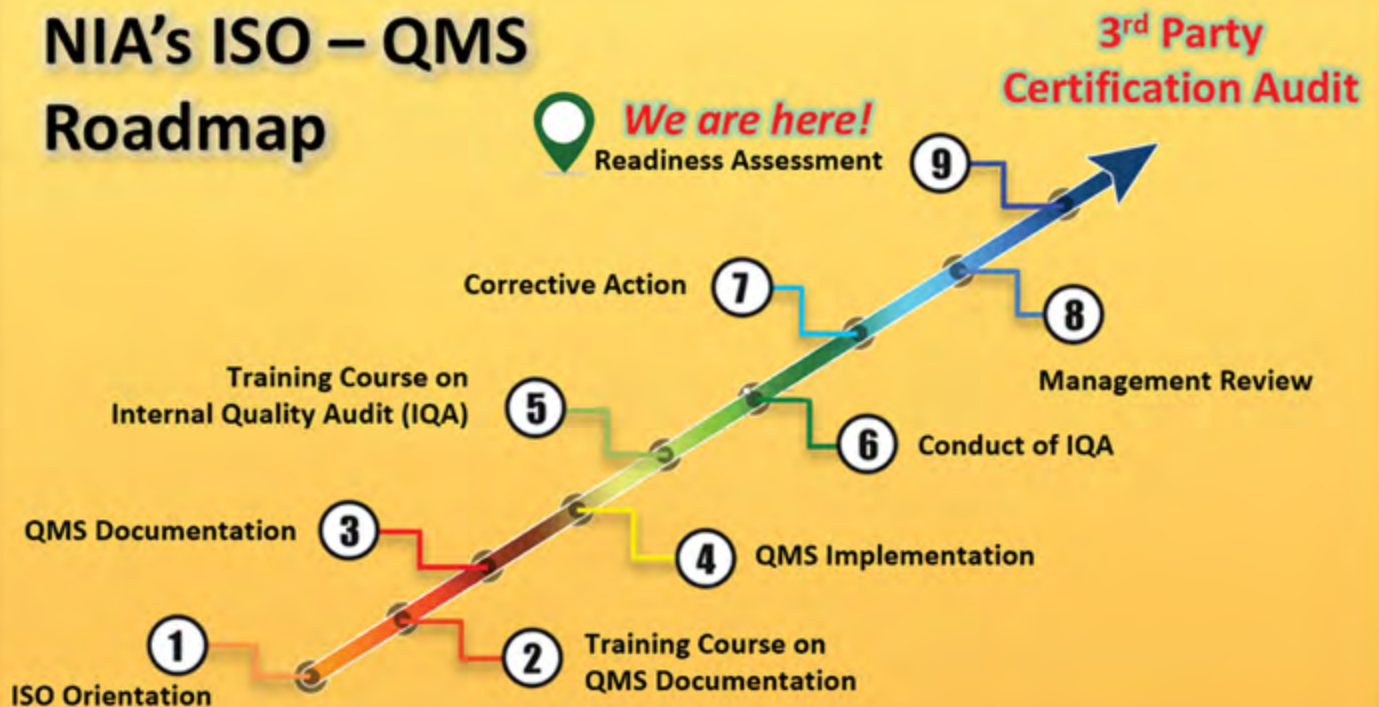 NIA's ISO – QMS
Roadmap
3rd Party
Certification Audit
We are here!
Readiness Assessment
9
Corrective Action
7
8
Management Review
Training Course on
Internal Quality Audit (IQA)
5
6
Conduct of IQA
QMS Documentation
3
4
QMS Implementation
1
ISO Orientation
2
Training Course on
QMS Documentation